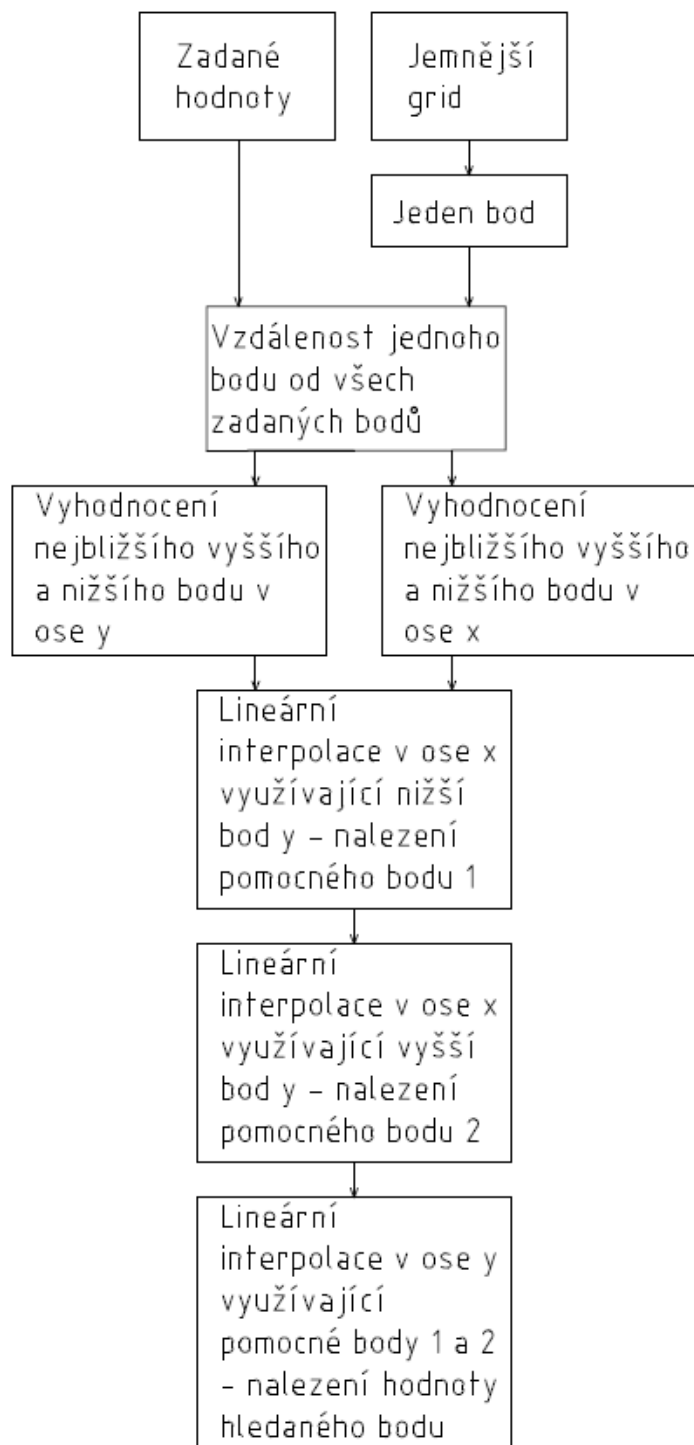 Zadané
hodnoty
Jemnější
grid
Jeden bod
Vzdálenost jednoho
bodu od všech
zadaných bodů
Vyhodnocení
nejbližšího vyššího
a nižšího bodu v
ose y
Vyhodnocení
nejbližšího vyššího
a nižšího bodu v
ose x
Lineární
interpolace v ose x
využívající nižší
bod y – nalezení
pomocného bodu 1
Lineární
interpolace v ose x
využívající vyšší
bod y – nalezení
pomocného bodu 2
Lineární
interpolace v ose y
využívající
pomocné body 1 a 2
– nalezení hodnoty
hledaného bodu